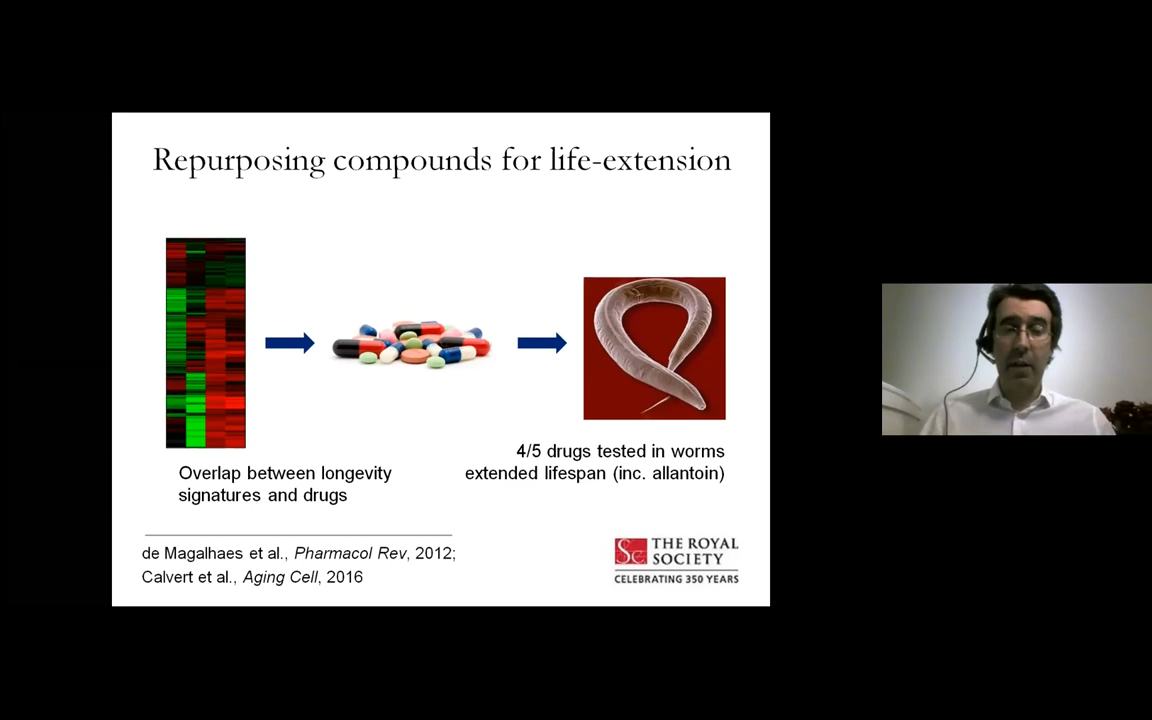 Repurposing compounds for life-extension
Overlap between longevity
signatures and drugs
4/5 drugs tested in worms
extended lifespan (inc. allantoin)
de Magalhaes et al., Pharmacol Rev, 2012;
Calvert et al., Aging Cell, 2016
THE ROYAL
SOCIETY
CELEBRATING 350 YEARS